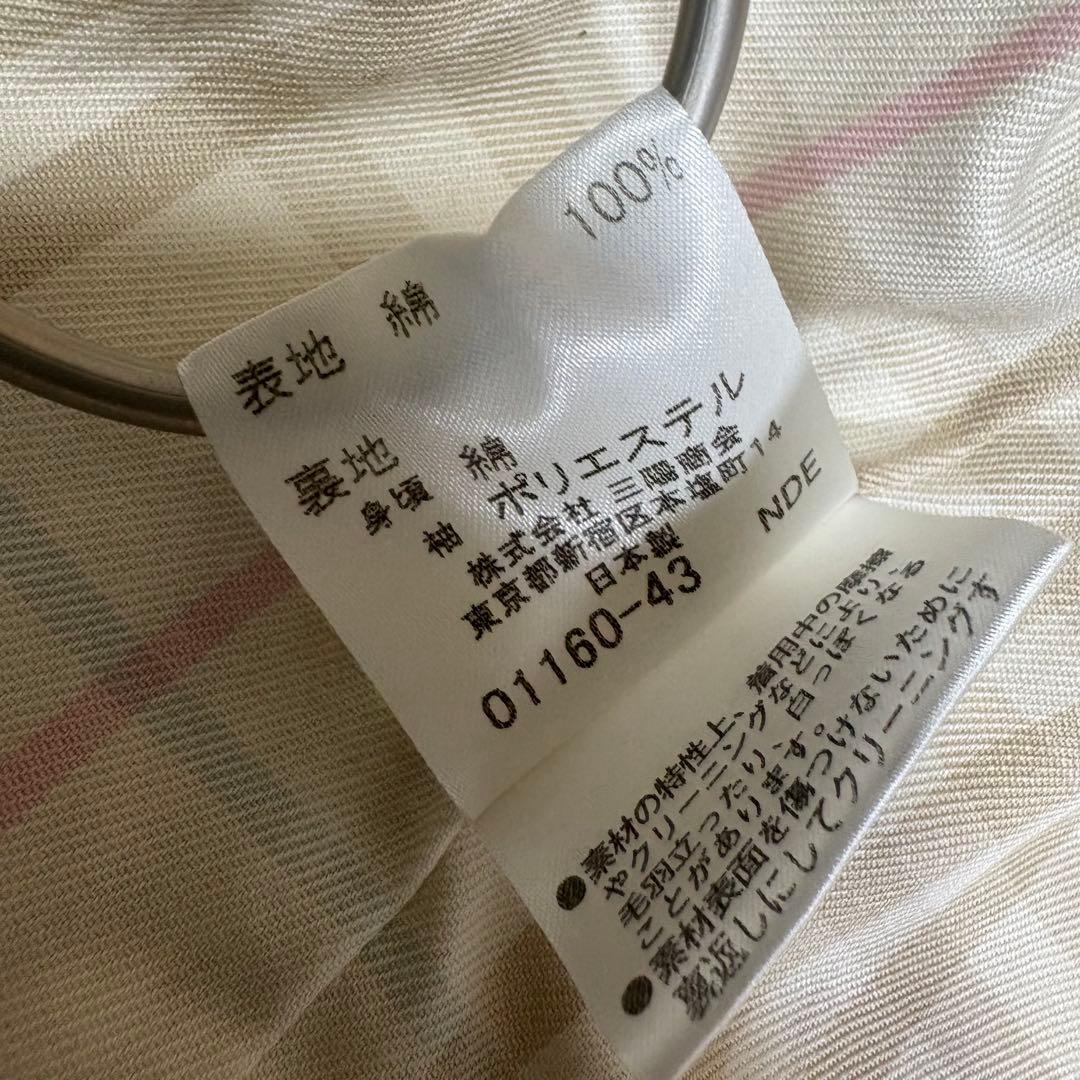 表地 綿 100%
裏地
身頃 綿
袖 ポリエステル
株式会社 三陽商会
東京都新宿区本塩町14
日本製 NDE
01160-43
●素材の特性上、着用中の摩擦
やクリーニングなどにより、
毛羽立ったり、白っぽくなる
ことがあります。
●素材表面を傷つけないために
裏返しにしてクリーニングす